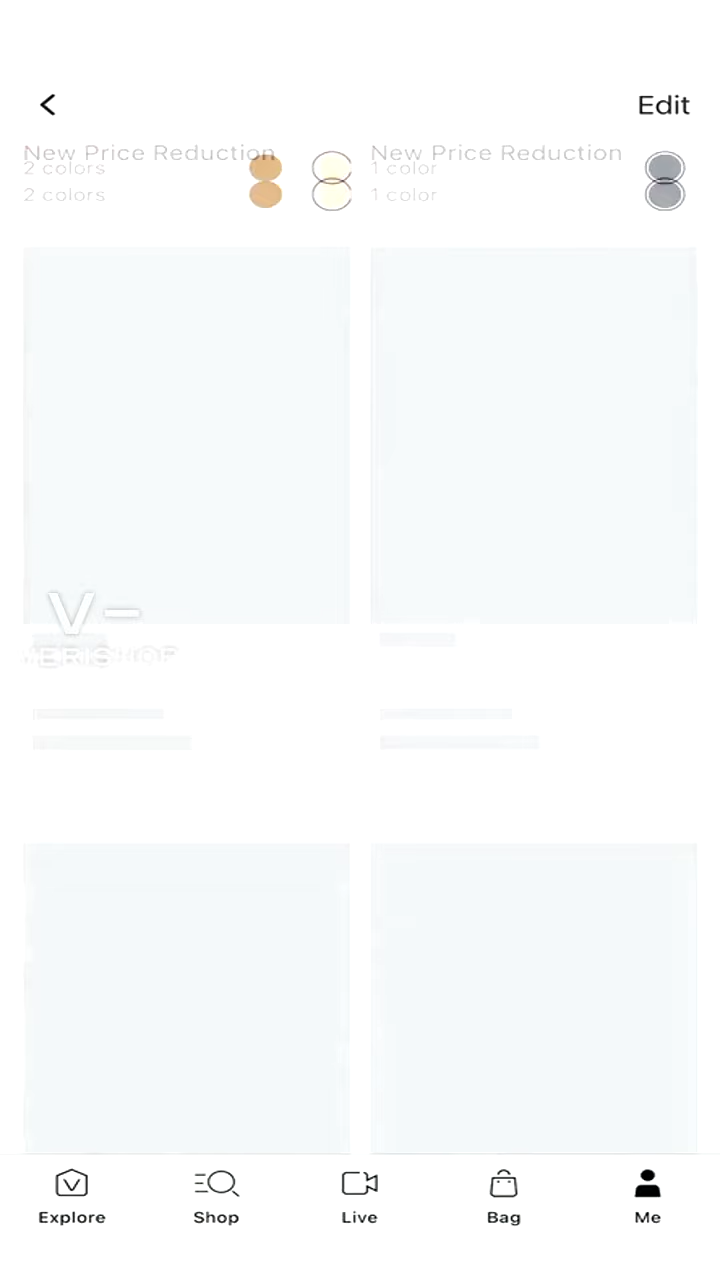 Edit
New Price Reduction
New Price Reduction
2 colors
1 color
2 colors
1 color
V–
VERISHOP
Explore
Shop
Live
Bag
Me